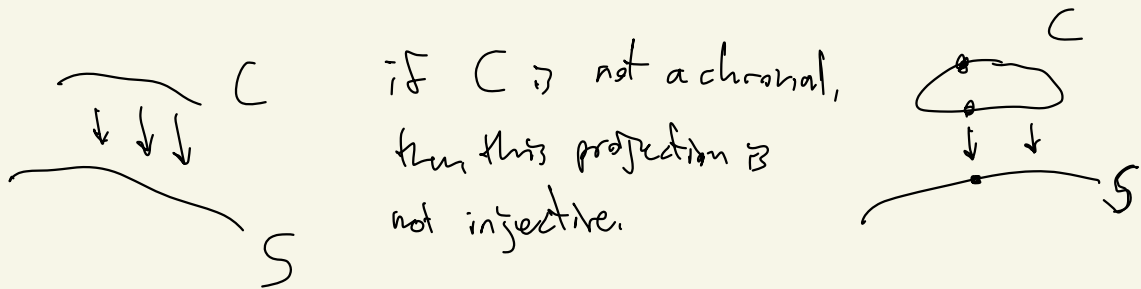 C
S
if C is not achronal,
then this projection is
not injective.
C
S